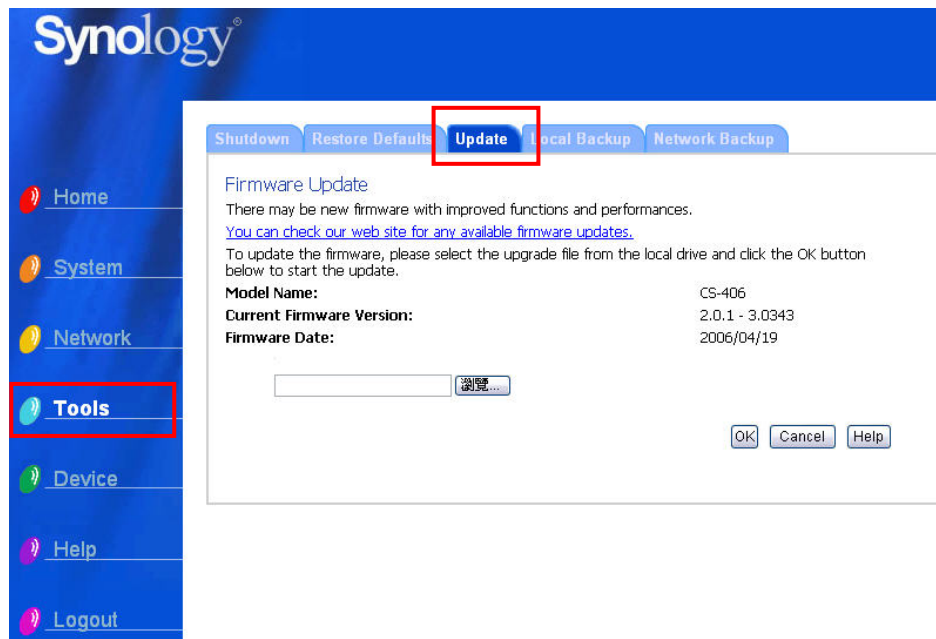 Synology®
Shutdown
Restore Defaults
Update
Local Backup
Network Backup
Home
System
Network
Tools
Device
Help
Logout
Firmware Update
There may be new firmware with improved functions and performances.
You can check our web site for any available firmware updates.
To update the firmware, please select the upgrade file from the local drive and click the OK button
below to start the update.
Model Name: CS-406
Current Firmware Version: 2.0.1 - 3.0343
Firmware Date: 2006/04/19
瀏覽...
OK
Cancel
Help